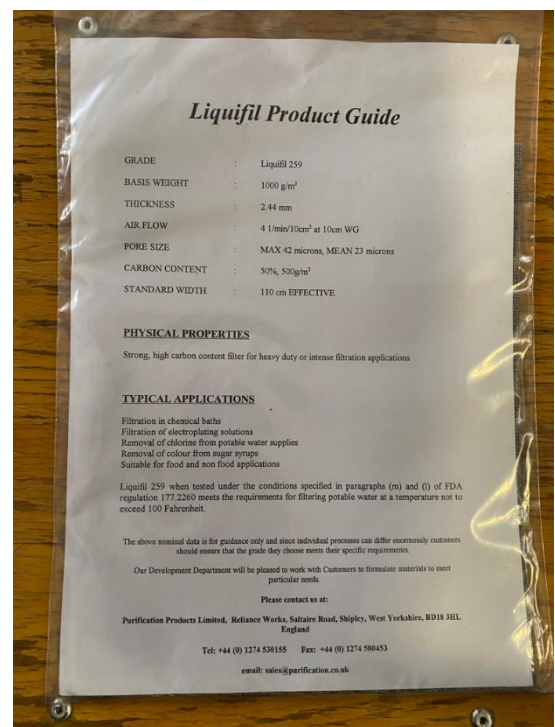 Liquifil Product Guide
GRADE : Liquifil 259
BASIS WEIGHT : 1000 g/m²
THICKNESS : 2.44 mm
AIR FLOW : 4 l/min/10cm² at 10cm WG
PORE SIZE : MAX 42 microns, MEAN 23 microns
CARBON CONTENT : 50%, 500g/m²
STANDARD WIDTH : 110 cm EFFECTIVE
PHYSICAL PROPERTIES
Strong, high carbon content filter for heavy duty or intense filtration applications
TYPICAL APPLICATIONS
Filtration in chemical baths
Filtration of electroplating solutions
Removal of chlorine from potable water supplies
Removal of colour from sugar syrups
Suitable for food and non food applications
Liquifil 259 when tested under the conditions specified in paragraphs (m) and (l) of FDA
regulation 177.2260 meets the requirements for filtering potable water at a temperature not to
exceed 100 Fahrenheit.
The above nominal data is for guidance only and since individual processes can differ enormously customers
should ensure that the grade they choose meets their specific requirements.
Our Development Department will be pleased to work with Customers to formulate materials to meet
particular needs.
Please contact us at:
Purification Products Limited, Reliance Works, Saltaire Road, Shipley, West Yorkshire, BD18 3HL
England
Tel: +44 (0) 1274 530155 Fax: +44 (0) 1274 580453
email: sales@purification.co.uk